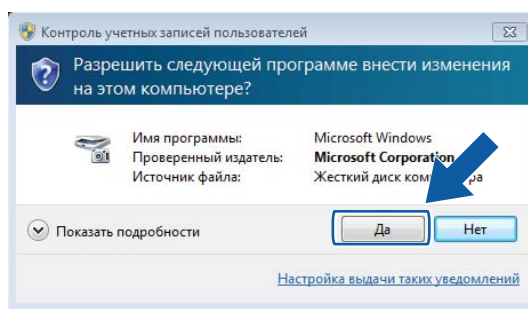 Контроль учетных записей пользователей
Разрешить следующей программе внести изменения
на этом компьютере?
Имя программы: Microsoft Windows
Проверенный издатель: Microsoft Corporation
Источник файла: Жесткий диск
Показать подробности
Да
Нет
Настройка выдачи таких уведомлений